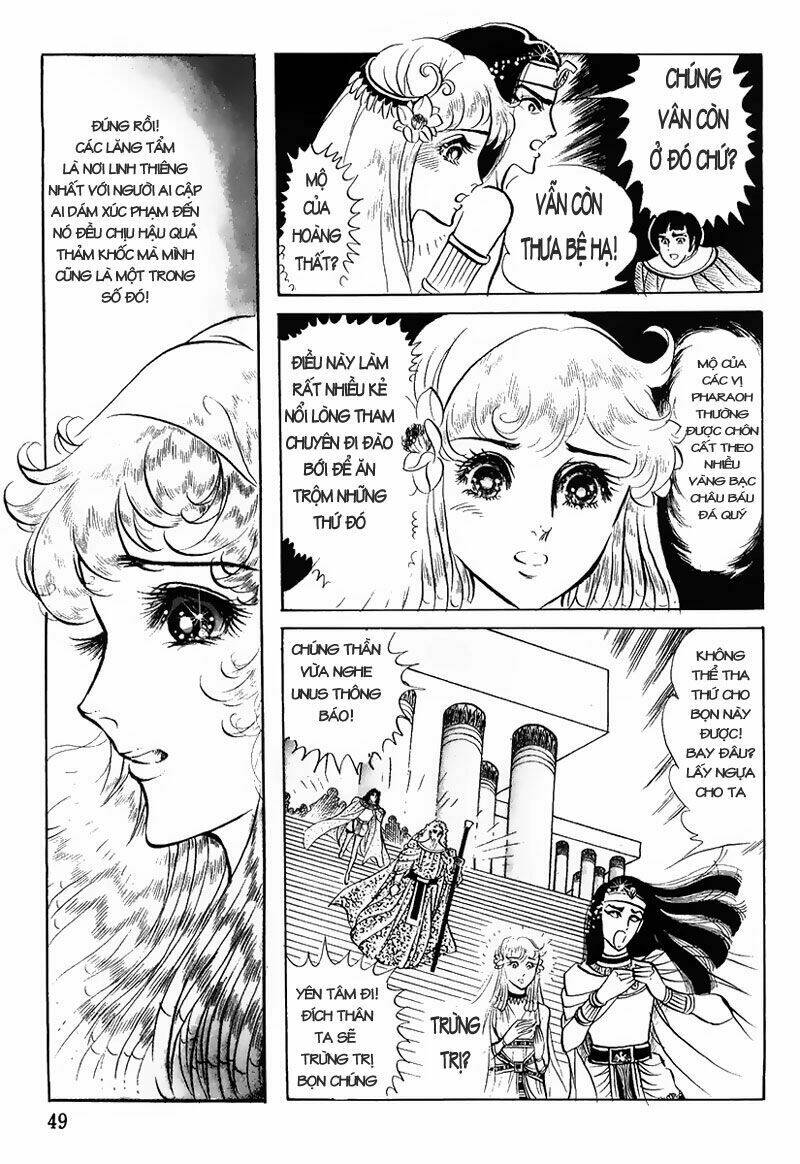 CHÚNG
VÂN CÒN
Ở ĐÓ CHỨ?
VẪN CÒN
THƯA BỆ HẠ!
MỘ
CỦA
HOÀNG
THẤT?
MỘ CỦA
CÁC VỊ
PHARAOH
THƯỜNG
ĐƯỢC CHÔN
CẤT THEO
NHIỀU
VÀNG BẠC
CHÂU BÁU
ĐÁ QUÝ
ĐIỀU NÀY LÀM
RẤT NHIỀU KẺ
NỔI LÒNG THAM
CHUYÊN ĐI ĐÀO
BỚI ĐỂ ĂN
TRỘM NHỮNG
THỨ ĐÓ
ĐÚNG RỒI!
CÁC LĂNG TẨM
LÀ NƠI LINH THIÊNG
NHẤT VỚI NGƯỜI AI CẬP
AI DÁM XÚC PHẠM ĐẾN
NÓ ĐỀU CHỊU HẬU QUẢ
THẢM KHỐC MÀ MÌNH
CŨNG LÀ MỘT TRONG
SỐ ĐÓ!
KHÔNG
THỂ THA
THỨ CHO
BỌN NÀY
ĐƯỢC!
BAY ĐÂU?
LẤY NGỰA
CHO TA
CHÚNG THẦN
VỪA NGHE
UNUS THÔNG
BÁO!
TRỪNG
TRỊ?
YÊN TÂM ĐI!
ĐÍCH THÂN
TA SẼ
TRỪNG TRỊ
BỌN CHÚNG
49